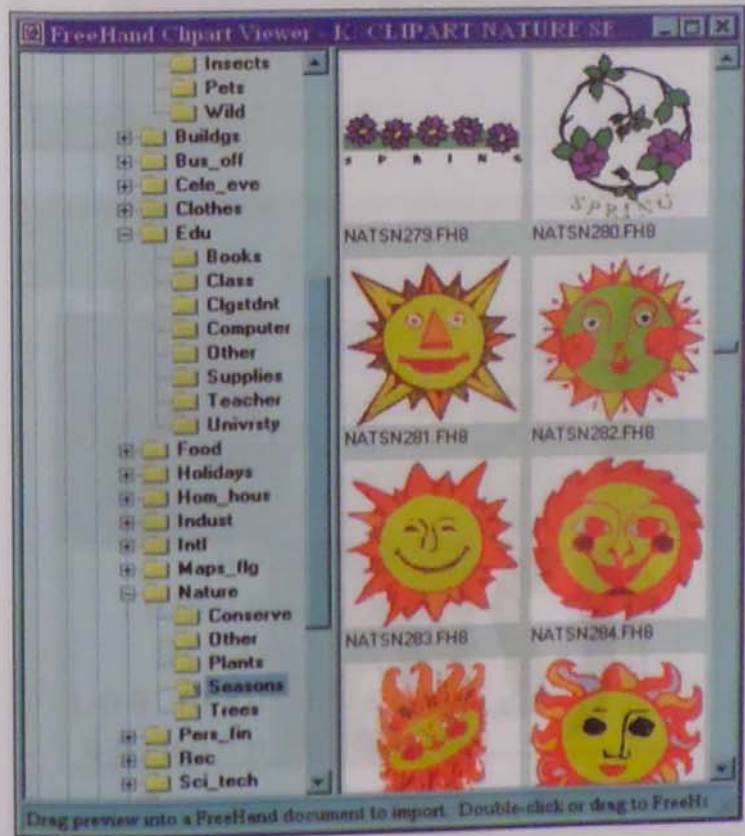 FreeHand Clipart Viewer - K: CLIPART NATURE SE
Insects
Pets
Wild
Buildgs
Bus_off
Cele_eve
Clothes
Edu
Books
Class
Clgstdnt
Computer
Other
Supplies
Teacher
Univrsty
Food
Holidays
Hom_hous
Indust
Intl
Maps_flg
Nature
Conserve
Other
Plants
Seasons
Trees
Pers_fin
Rec
Sci_tech
SPRING
NATSN279.FH8
SPRING
NATSN280.FH8
NATSN281.FH8
NATSN282.FH8
NATSN283.FH8
NATSN284.FH8
Drag preview into a FreeHand document to import. Double-click or drag to FreeHa